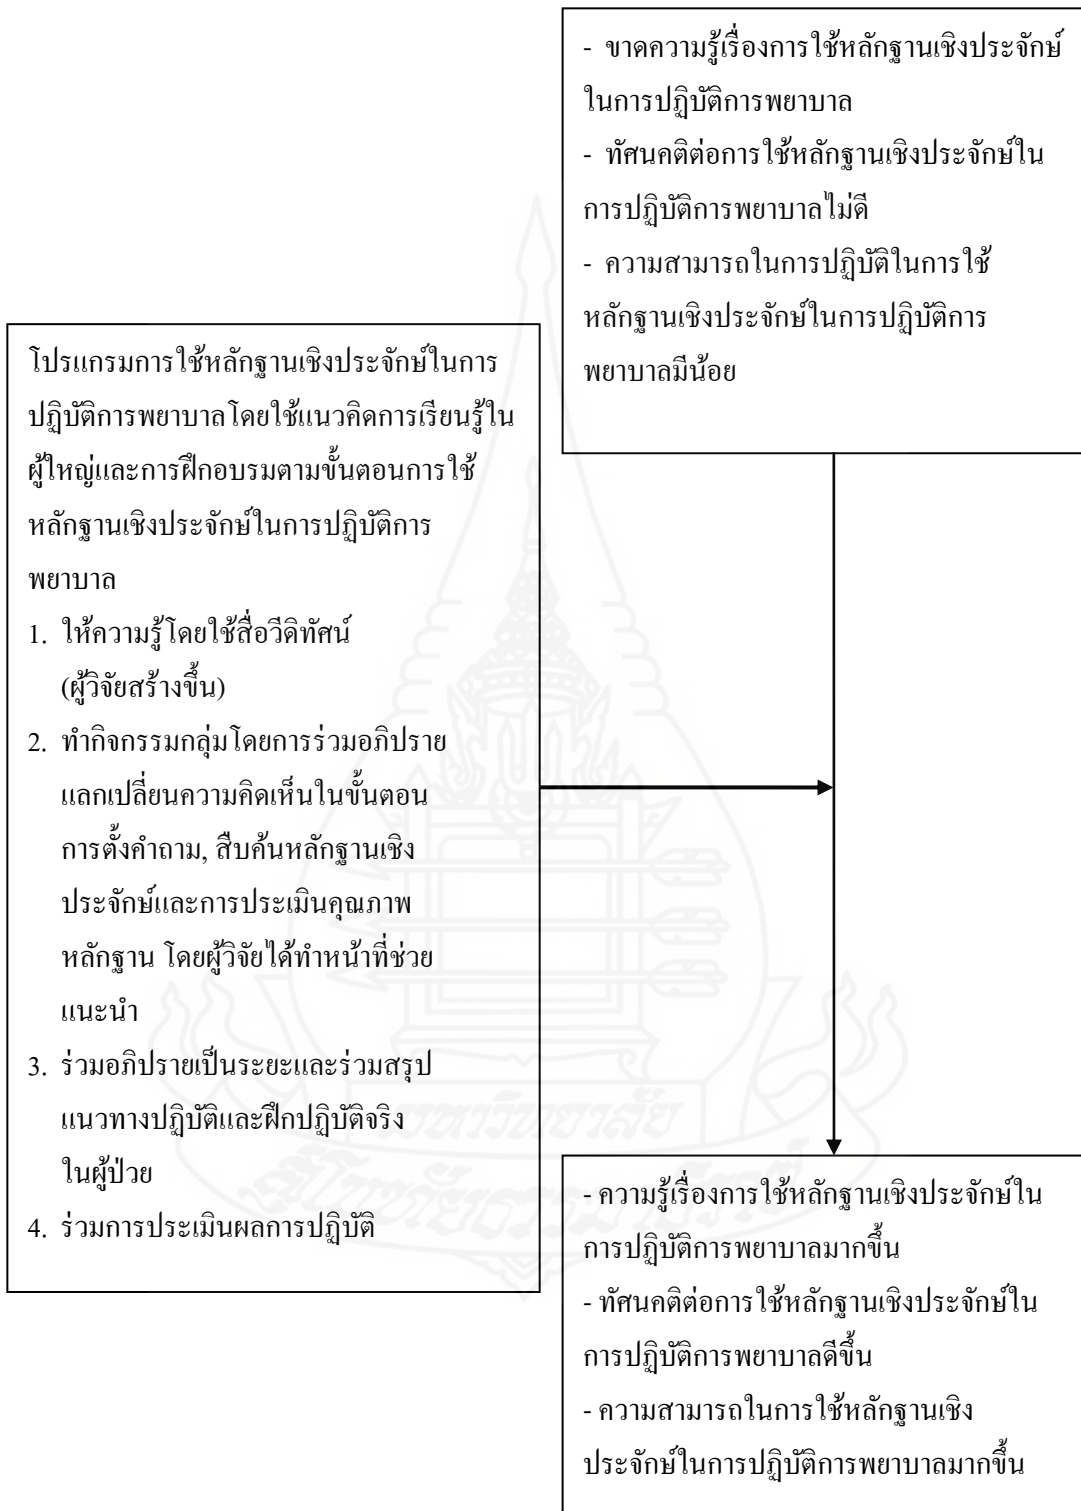 - ขาดความรู้เรื่องการใช้หลักฐานเชิงประจักษ์
ในการปฏิบัติการพยาบาล
- ทัศนคติต่อการใช้หลักฐานเชิงประจักษ์ใน
การปฏิบัติการพยาบาลไม่ดี
- ความสามารถในการปฏิบัติในการใช้
หลักฐานเชิงประจักษ์ในการปฏิบัติการ
พยาบาลมีน้อย
โปรแกรมการใช้หลักฐานเชิงประจักษ์ในการ
ปฏิบัติการพยาบาลโดยใช้แนวคิดการเรียนรู้ใน
ผู้ใหญ่และการฝึกอบรมตามขั้นตอนการใช้
หลักฐานเชิงประจักษ์ในการปฏิบัติการ
พยาบาล
1. ให้ความรู้โดยใช้สื่อวีดิทัศน์
(ผู้วิจัยสร้างขึ้น)
2. ทำกิจกรรมกลุ่มโดยการร่วมอภิปราย
แลกเปลี่ยนความคิดเห็นในขั้นตอน
การตั้งคำถาม, สืบค้นหลักฐานเชิง
ประจักษ์และการประเมินคุณภาพ
หลักฐาน โดยผู้วิจัยได้ทำหน้าที่ช่วย
แนะนำ
3. ร่วมอภิปรายเป็นระยะและร่วมสรุป
แนวทางปฏิบัติและฝึกปฏิบัติจริง
ในผู้ป่วย
4. ร่วมการประเมินผลการปฏิบัติ
- ความรู้เรื่องการใช้หลักฐานเชิงประจักษ์ใน
การปฏิบัติการพยาบาลมากขึ้น
- ทัศนคติต่อการใช้หลักฐานเชิงประจักษ์ใน
การปฏิบัติการพยาบาลดีขึ้น
- ความสามารถในการใช้หลักฐานเชิง
ประจักษ์ในการปฏิบัติการพยาบาลมากขึ้น
มหาวิทยาลัย
สุโขทัยธรรมาธิราช